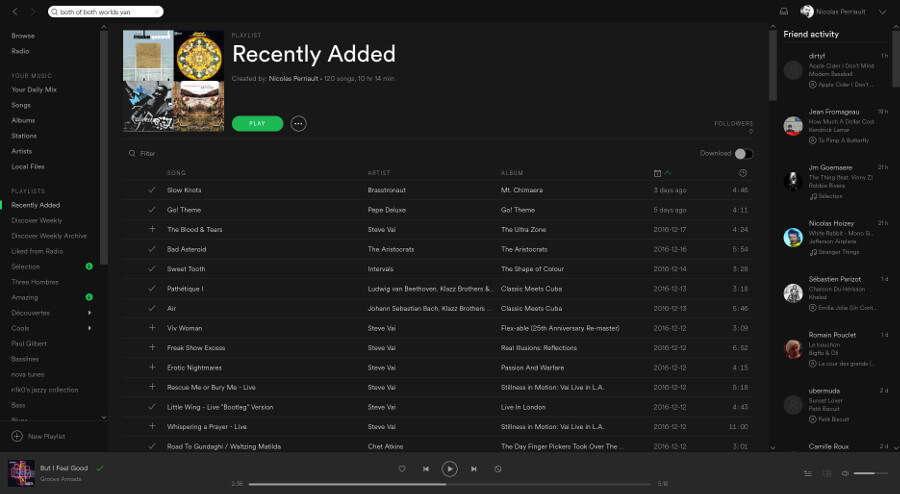 both of both worlds van
Nicolas Perriault
Browse
Radio
YOUR MUSIC
Your Daily Mix
Songs
Albums
Stations
Artists
Local Files
PLAYLISTS
Recently Added
Discover Weekly
Discover Weekly Archive
Liked from Radio
Sélection
Three Hombres
Amazing
Découvertes
Cools
Paul Gilbert
Basslines
nova tunes
n1k0's jazzy collection
Bass
New Playlist
PLAYLIST
Recently Added
Created by: Nicolas Perriault • 120 songs, 10 hr 14 min
PLAY
FOLLOWERS
0
Filter
Download
SONG ARTIST ALBUM
Slow Knots Brasstronaut Mt. Chimaera 3 days ago 4:46
Go! Theme Pepe Deluxe Go! Theme 5 days ago 4:11
The Blood & Tears Steve Vai The Ultra Zone 2016-12-17 4:24
Bad Asteroid The Aristocrats The Aristocrats 2016-12-16 5:54
Sweet Tooth Intervals The Shape of Colour 2016-12-14 3:28
Pathétique I Ludwig van Beethoven, Klazz Brothers &... Classic Meets Cuba 2016-12-13 3:18
Air Johann Sebastian Bach, Klazz Brothers ... Classic Meets Cuba 2016-12-13 5:46
Viv Woman Steve Vai Flex-able (25th Anniversary Re-master) 2016-12-12 3:09
Freak Show Excess Steve Vai Real Illusions: Reflections 2016-12-12 6:52
Erotic Nightmares Steve Vai Passion And Warfare 2016-12-12 4:15
Rescue Me or Bury Me - Live Steve Vai Stillness in Motion: Vai Live in L.A. 2016-12-12 5:18
Little Wing - Live "Bootleg" Version Steve Vai Live In London 2016-12-12 4:43
Whispering a Prayer - Live Steve Vai Stillness in Motion: Vai Live in L.A. 2016-12-12 11:00
Road To Gundaghi / Waltzing Matilda Chet Atkins The Day Finger Pickers Took Over The ... 2016-12-12 3:01
Friend activity
dirtyf 1 h
Apple Cider I Don't Mind
Modern Baseball
Apple Cider I Don't ...
Jean Fromageau 19 h
How Much A Dollar Cost
Kendrick Lamar
To Pimp A Butterfly
Jm Goemaere 21 h
The Thing (feat. Vinny Z)
Robbie Rivera
Sélection
Nicolas Hoizey 21 h
White Rabbit - Mono S...
Jefferson Airplane
Stranger Things
Sébastien Parizot 1 d
Chanson Du Hérisson
Khaled
Emilie Jolie (Un Cont...
Romain Pouclet 1 d
Le bouchon
Bigflo & Oli
La cour des grands (...
ubermuda 2 d
Sunset Lover
Petit Biscuit
Petit Biscuit
Camille Roux 2 d
But I Feel Good
Groove Armada
2:36
5:18